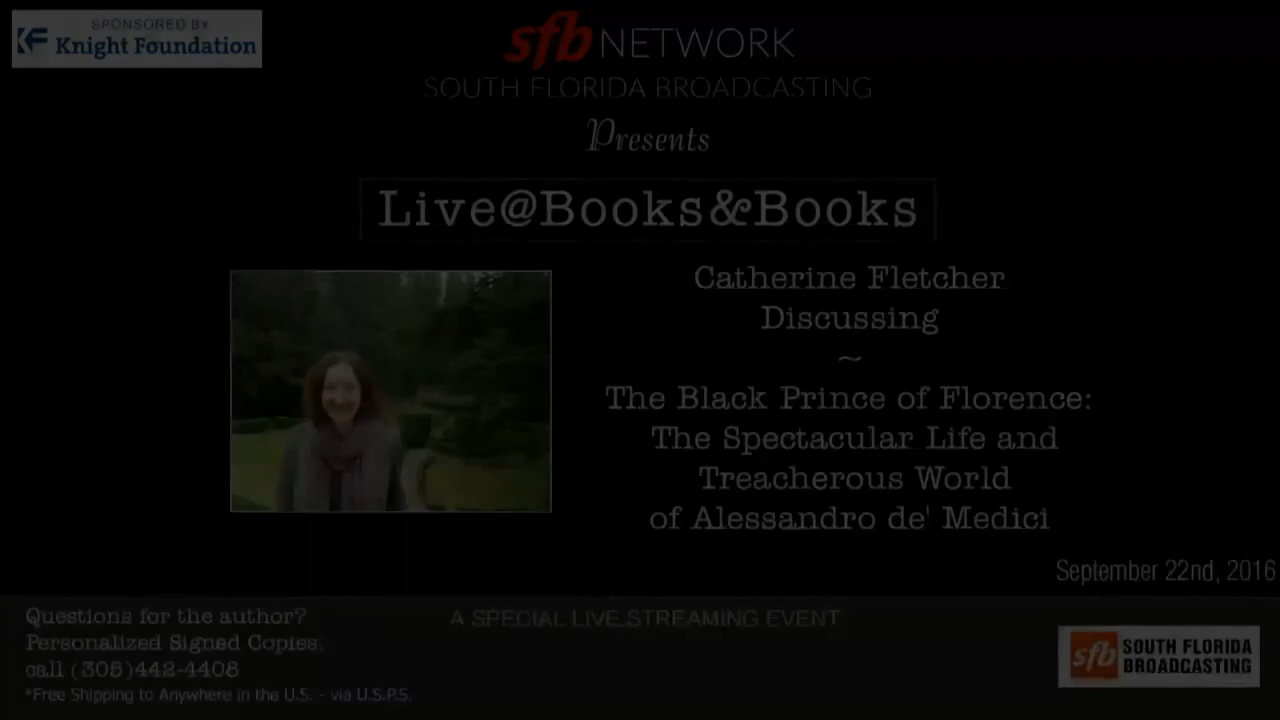 SPONSORED BY
Knight Foundation
sfb NETWORK
SOUTH FLORIDA BROADCASTING
Presents
Live@Books&Books
Catherine Fletcher
Discussing
~
The Black Prince of Florence:
The Spectacular Life and
Treacherous World
of Alessandro de' Medici
September 22nd, 2016
Questions for the author?
Personalized Signed Copies,
call (305)442-4408
*Free Shipping to Anywhere in the U.S. - via U.S.P.S.
A SPECIAL LIVE STREAMING EVENT
sfb SOUTH FLORIDA
BROADCASTING